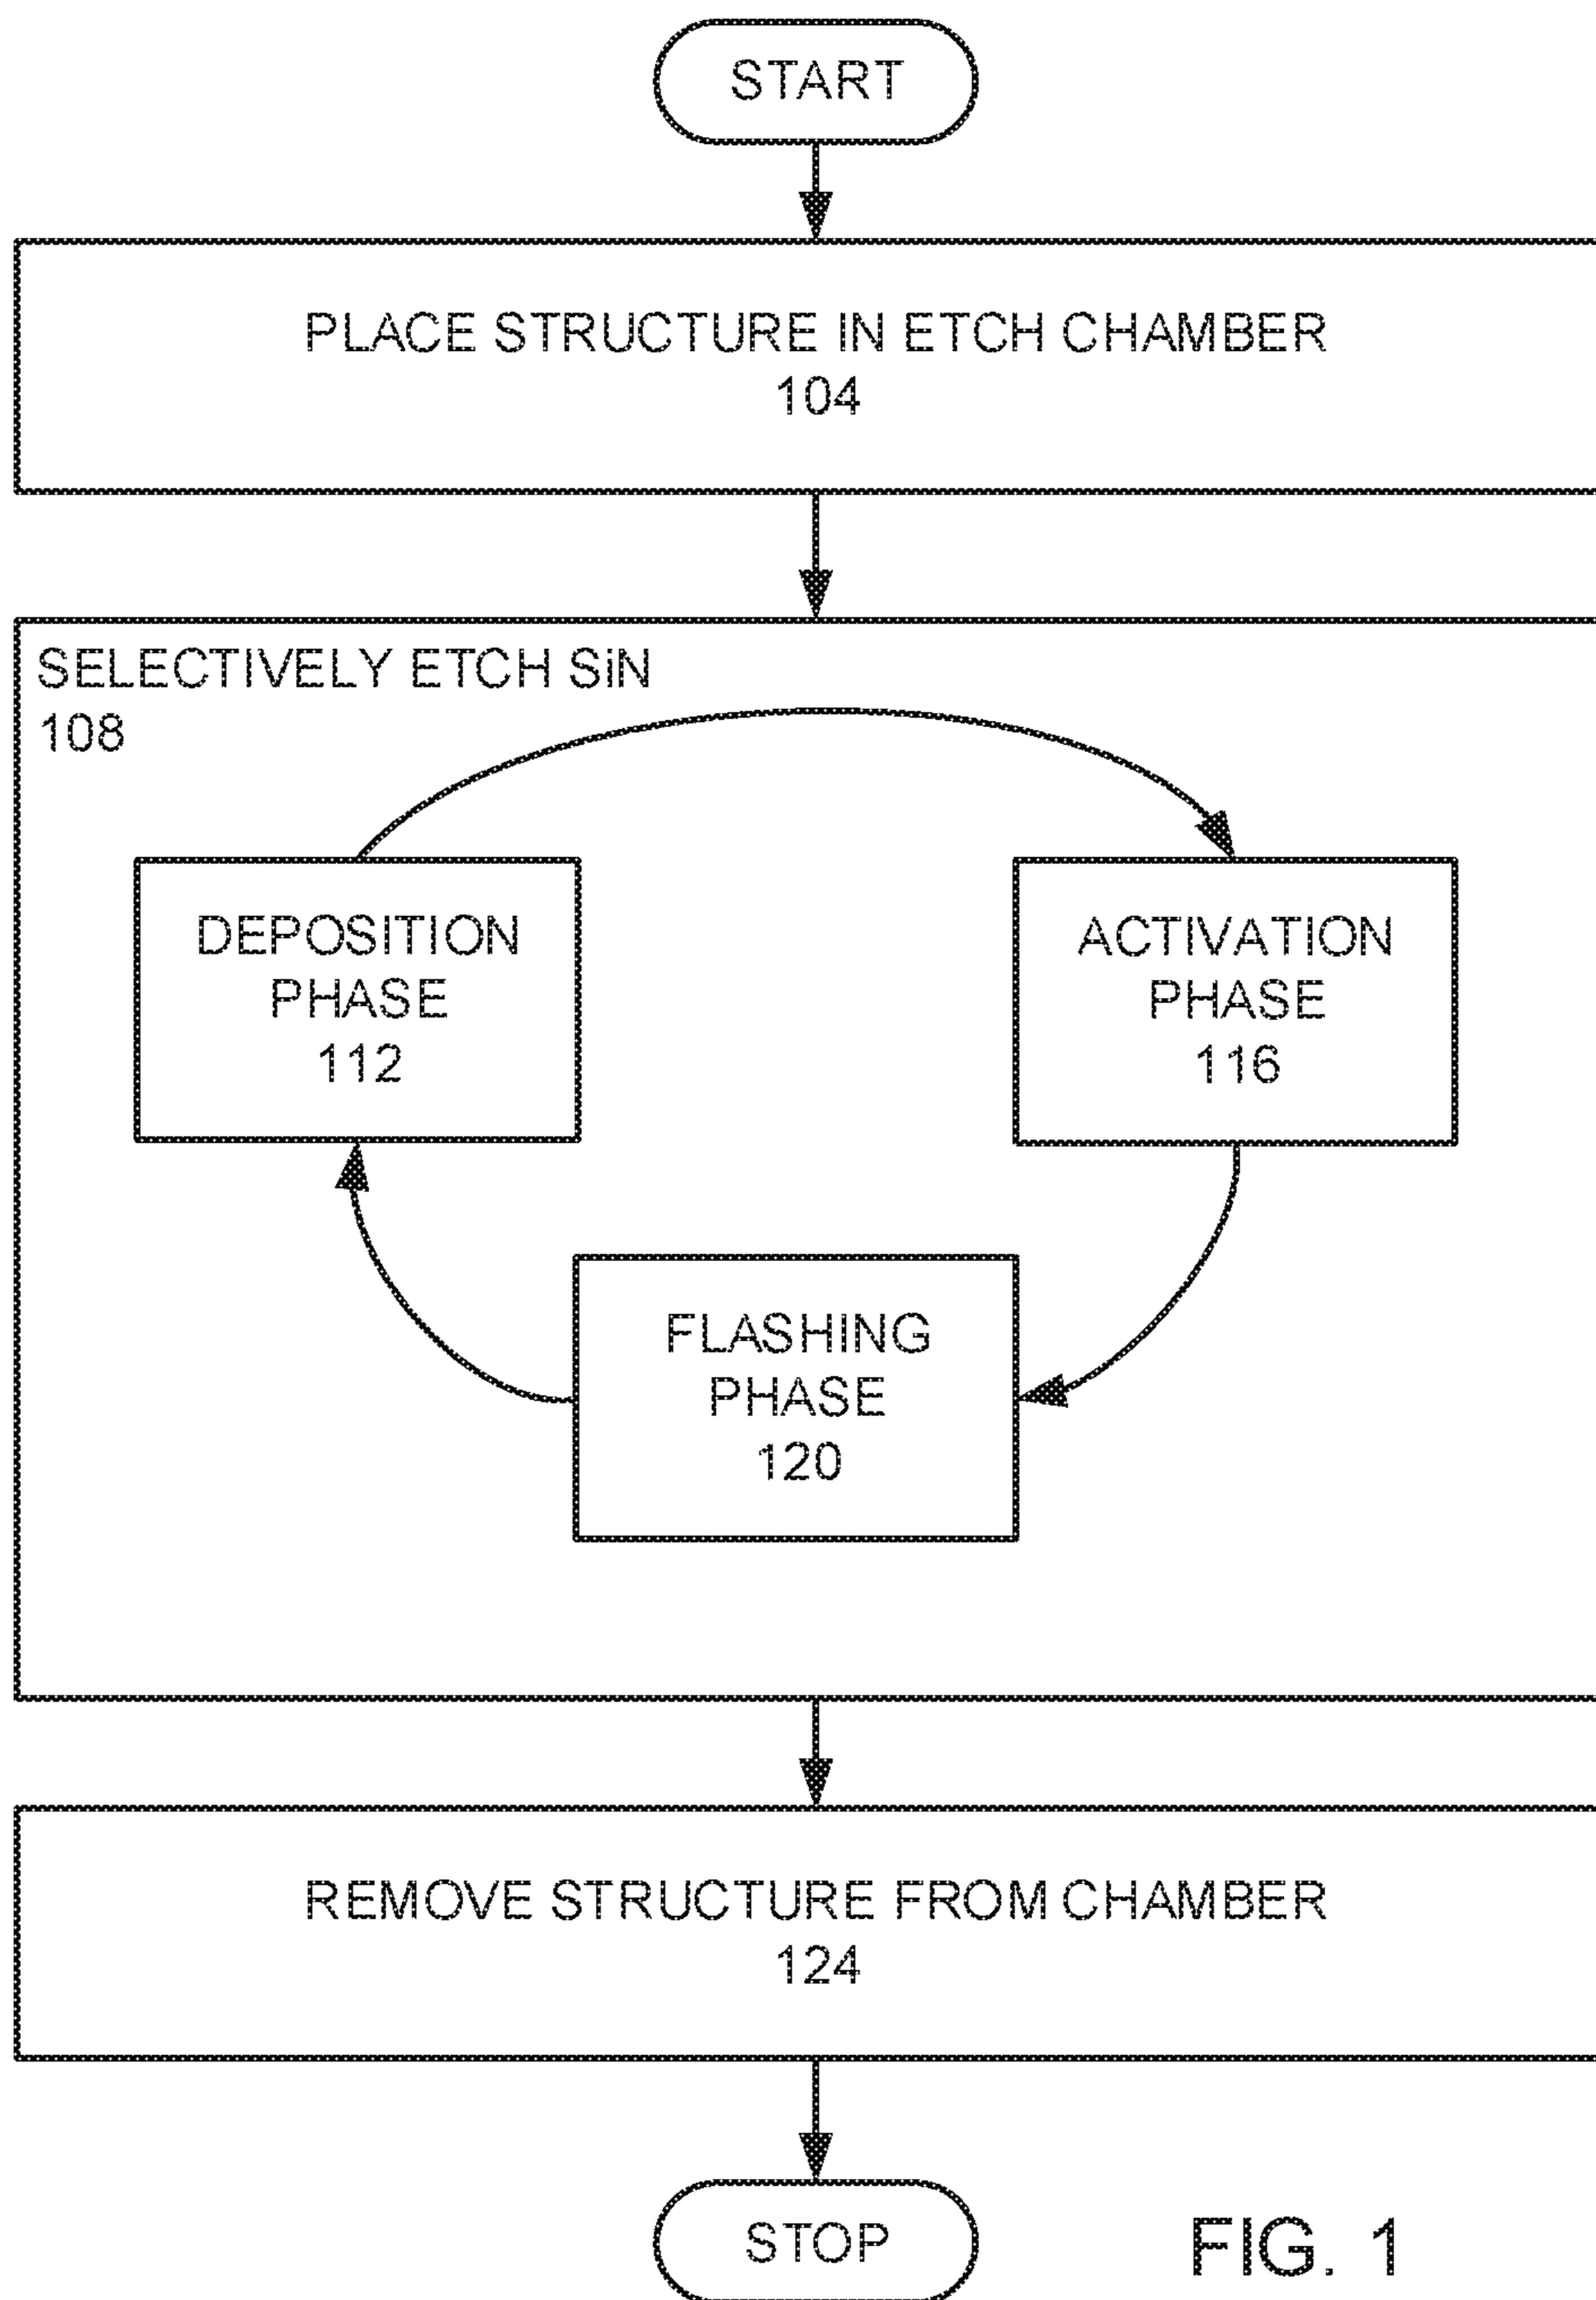 START
PLACE STRUCTURE IN ETCH CHAMBER
104
SELECTIVELY ETCH SiN
108
DEPOSITION
PHASE
112
ACTIVATION
PHASE
116
FLASHING
PHASE
120
REMOVE STRUCTURE FROM CHAMBER
124
STOP
FIG. 1